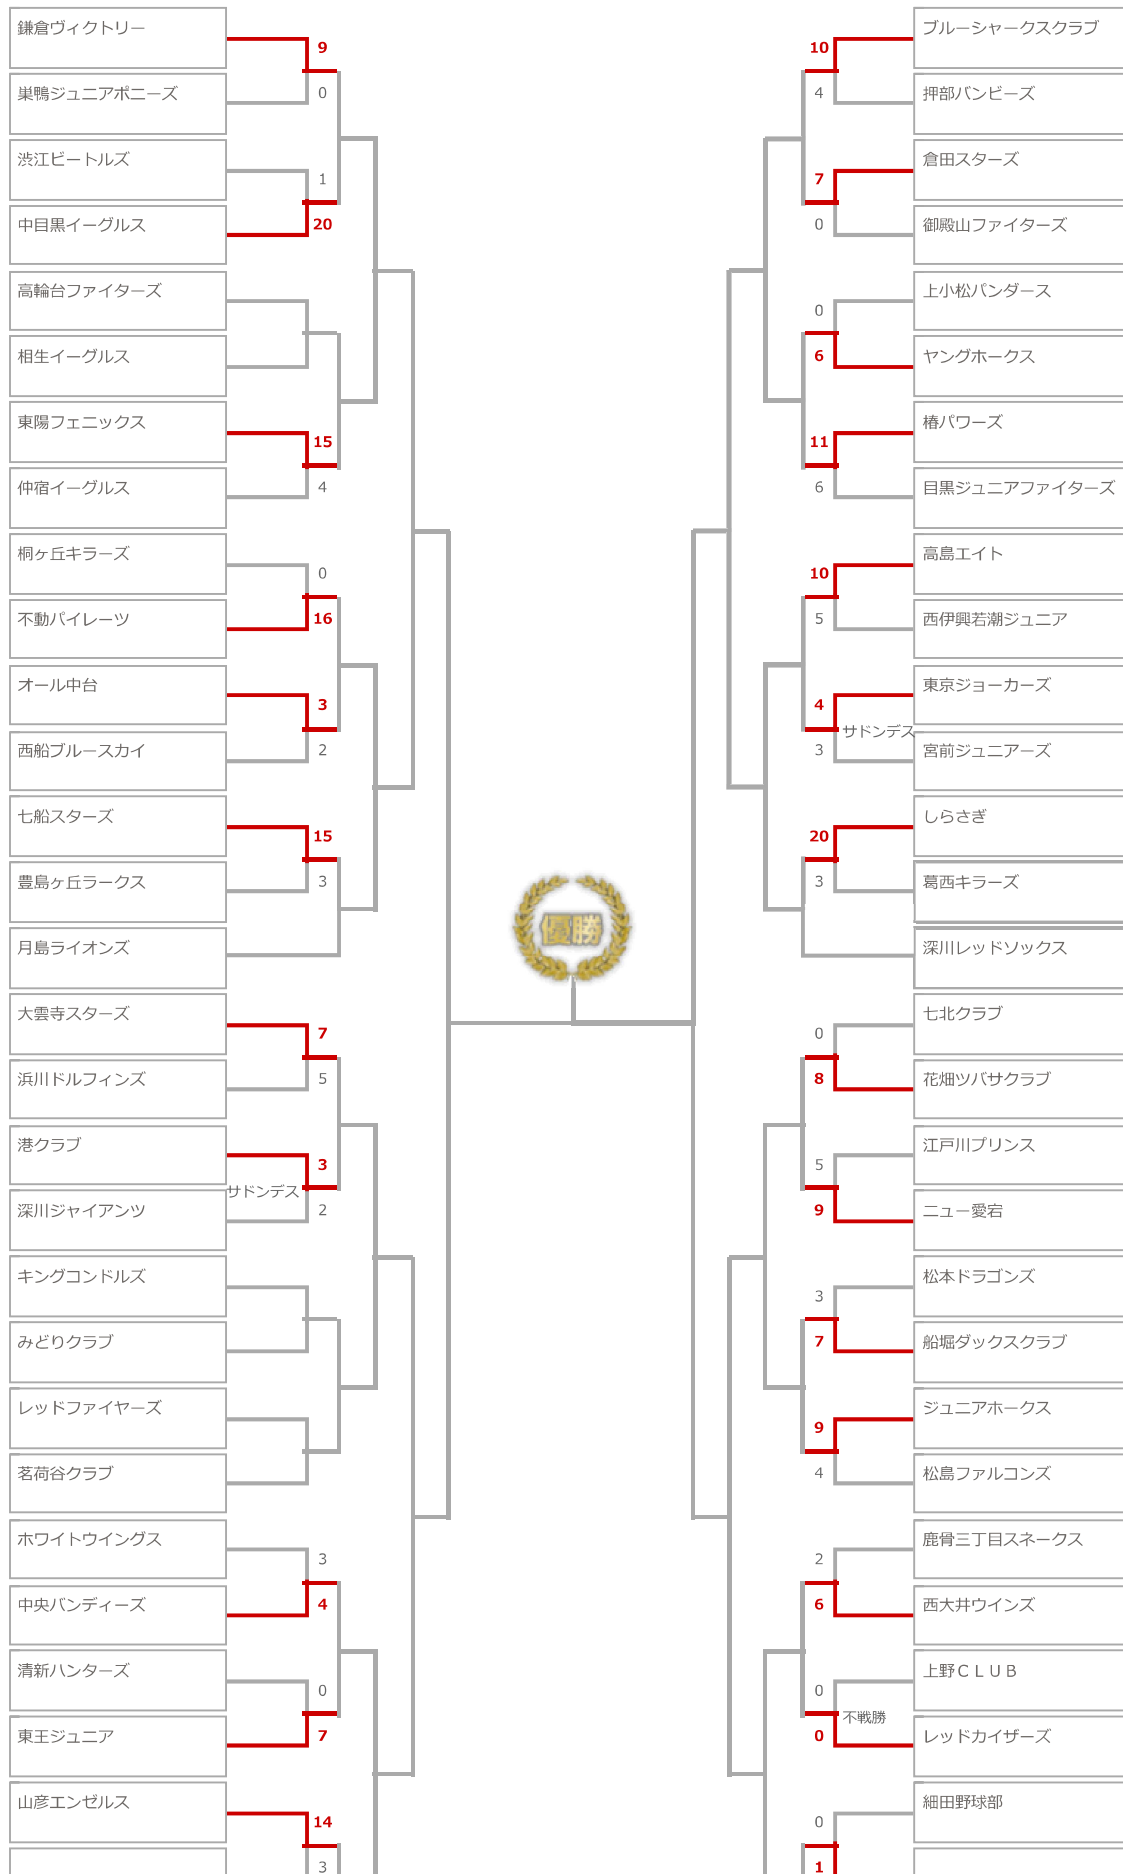 鎌倉ヴィクトリー
9
0
巣鴨ジュニアポニーズ
渋江ビートルズ
1
20
中目黒イーグルス
高輪台ファイターズ
相生イーグルス
東陽フェニックス
15
4
仲宿イーグルス
桐ヶ丘キラーズ
0
16
不動パイレーツ
オール中台
3
2
西船ブルースカイ
七船スターズ
15
3
豊島ヶ丘ラークス
月島ライオンズ
大雲寺スターズ
7
5
浜川ドルフィンズ
港クラブ
3
サドンデス
2
深川ジャイアンツ
キングコンドルズ
みどりクラブ
レッドファイヤーズ
茗荷谷クラブ
ホワイトウイングス
3
4
中央バンディーズ
清新ハンターズ
0
7
東王ジュニア
山彦エンゼルス
14
3
優勝
10
ブルーシャークスクラブ
4
押部バンビーズ
倉田スターズ
7
0
御殿山ファイターズ
上小松パンダース
0
6
ヤングホークス
椿パワーズ
11
6
目黒ジュニアファイターズ
高島エイト
10
5
西伊興若潮ジュニア
東京ジョーカーズ
4
サドンデス
3
宮前ジュニアーズ
しらさぎ
20
3
葛西キラーズ
深川レッドソックス
七北クラブ
0
8
花畑ツバサクラブ
江戸川プリンス
5
9
ニュー愛宕
松本ドラゴンズ
3
7
船堀ダックスクラブ
ジュニアホークス
9
4
松島ファルコンズ
鹿骨三丁目スネークス
2
6
西大井ウインズ
上野ＣＬＵＢ
0
不戦勝
0
レッドカイザーズ
細田野球部
0
1